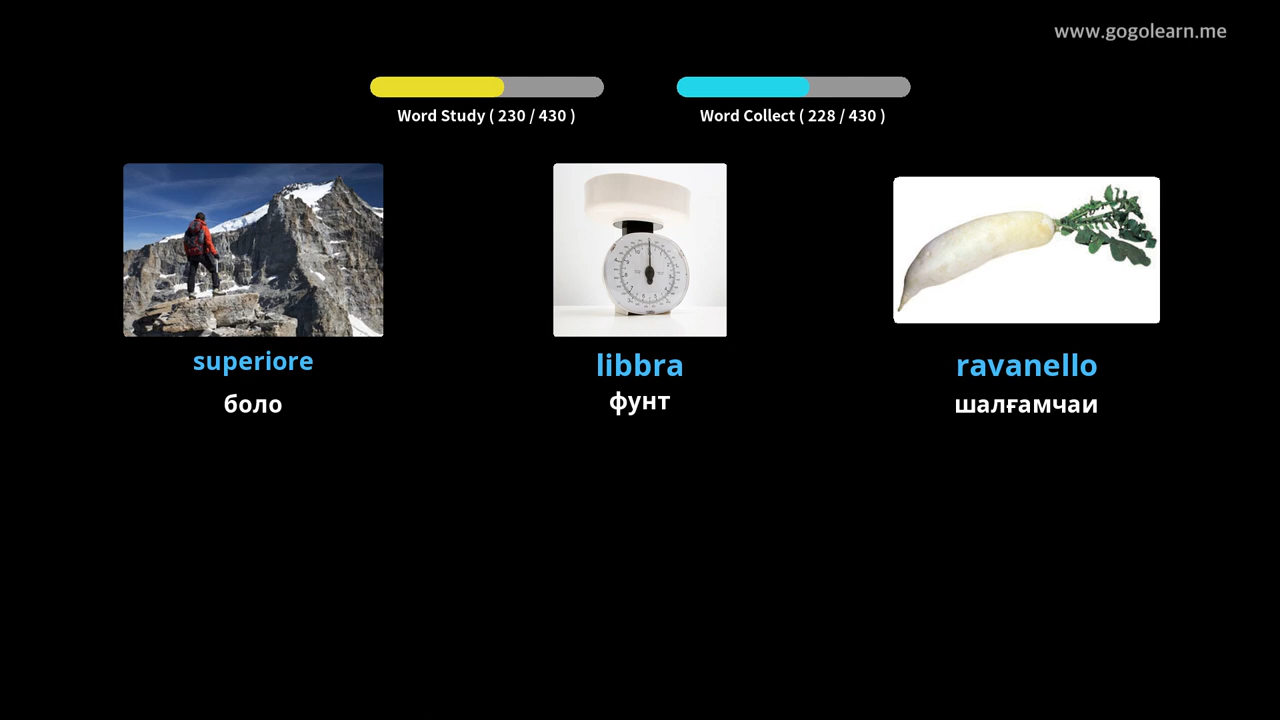 www.gogolearn.me
Word Study ( 230 / 430 )
Word Collect ( 228 / 430 )
superiore
libbra
ravanello
боло
фунт
шалғамчаи